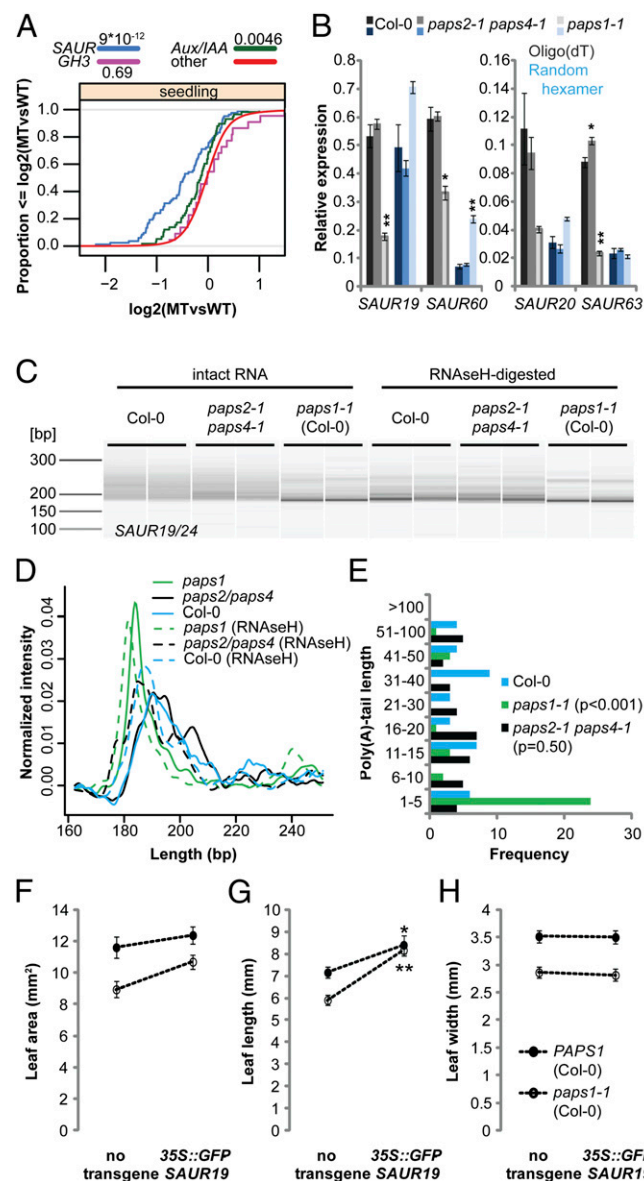 A
9*10-12
0.0046
SAUR
Aux/IAA
GH3
other
0.69
seedling
Proportion <= log2(MTvsWT)
1.0
0.8
0.6
0.4
0.2
0.0
−2 −1 0 1
log2(MTvsWT)
B
Col-0 paps2-1 paps4-1 paps1-1
Oligo(dT)
Random
hexamer
Relative expression
0.8
0.7
0.6
0.5
0.4
0.3
0.2
0.1
0
** * **
SAUR19 SAUR60
0.16
0.14
0.12
0.10
0.08
0.06
0.04
0.02
0
* **
SAUR20 SAUR63
C
intact RNA RNAseH-digested
Col-0 paps2-1 paps4-1 paps1-1 (Col-0) Col-0 paps2-1 paps4-1 paps1-1 (Col-0)
[bp]
300
200
150
100
SAUR19/24
D
paps1
paps2/paps4
Col-0
paps1 (RNAseH)
paps2/paps4 (RNAseH)
Col-0 (RNAseH)
Normalized intensity
0.04
0.03
0.02
0.01
0.00
160 180 200 220 240
Length (bp)
E
Poly(A)-tail length
>100
51-100
41-50
31-40
21-30
16-20
11-15
6-10
1-5
Col-0
paps1-1 (p<0.001)
paps2-1 paps4-1
(p=0.50)
0 10 20 30
Frequency
F
Leaf area (mm2)
14
12
10
8
6
4
2
0
no 35S::GFP
transgene SAUR19
G
Leaf length (mm)
10
9
8
7
6
5
4
3
2
1
0
*
**
no 35S::GFP
transgene SAUR19
H
Leaf width (mm)
4
3.5
3
2.5
2
1.5
1
0.5
0
PAPS1
(Col-0)
paps1-1
(Col-0)
no 35S::GF
transgene SAUR1